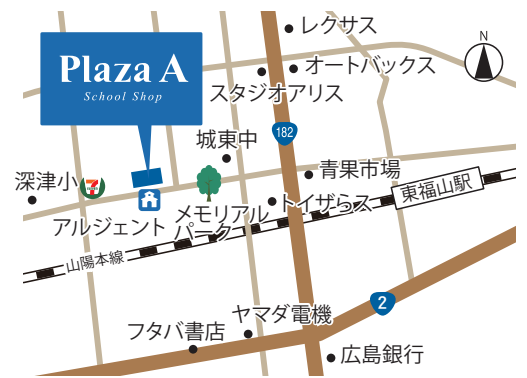 レクサス
N
Plaza A
School Shop
オートバックス
スタジオアリス
182
城東中
青果市場
深津小
7
東福山駅
アルジェント
メモリアル
パーク
トイザらス
山陽本線
2
ヤマダ電機
フタバ書店
広島銀行